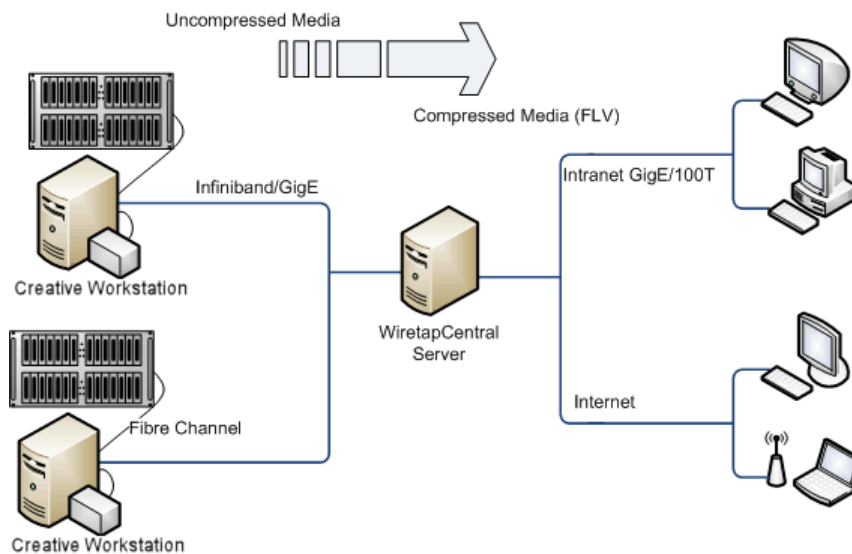 Uncompressed Media
Compressed Media (FLV)
Infiniband/GigE
Intranet GigE/100T
Creative Workstation
WiretapCentral
Server
Fibre Channel
Internet
Creative Workstation